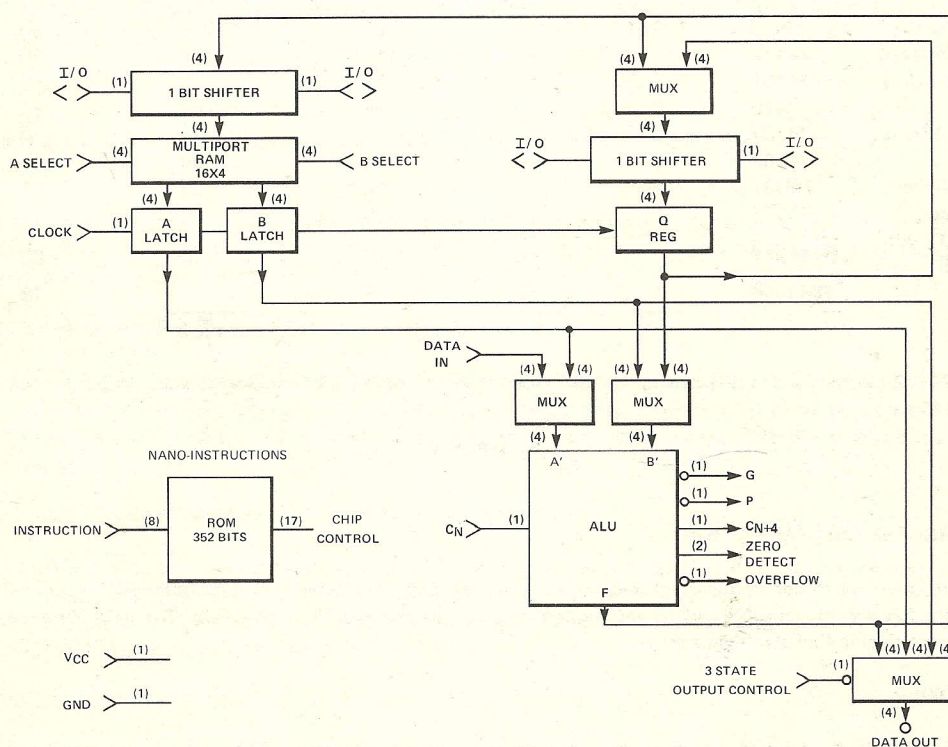 (4) (4) (4)
I/O (1) 1 BIT SHIFTER (1) I/O
MUX
(4) (4)
A SELECT (4) MULTIPORT RAM 16X4 (4) B SELECT
I/O 1 BIT SHIFTER (1) I/O
(4) (4) (4)
CLOCK (1) A LATCH B LATCH Q REG
DATA IN
(4) (4) (4) (4)
MUX MUX
(4) (4)
NANO-INSTRUCTIONS
A' B'
(1) G
(1) P
INSTRUCTION (8) ROM 352 BITS (17) CHIP CONTROL
CN (1) ALU (1) CN+4
(2) ZERO DETECT
(1) OVERFLOW
F
VCC (1)
(4) (4) (4)
3 STATE OUTPUT CONTROL (1) MUX
GND (1)
(4)
DATA OUT